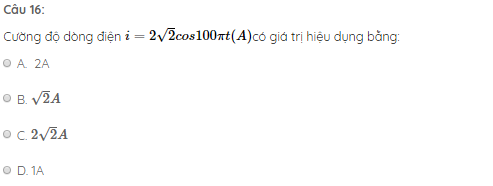 Câu 16:
Cường độ dòng điện i = 2√2cos100πt(A)có giá trị hiệu dụng bằng:
A. 2A
B. √2A
C. 2√2A
D. 1A